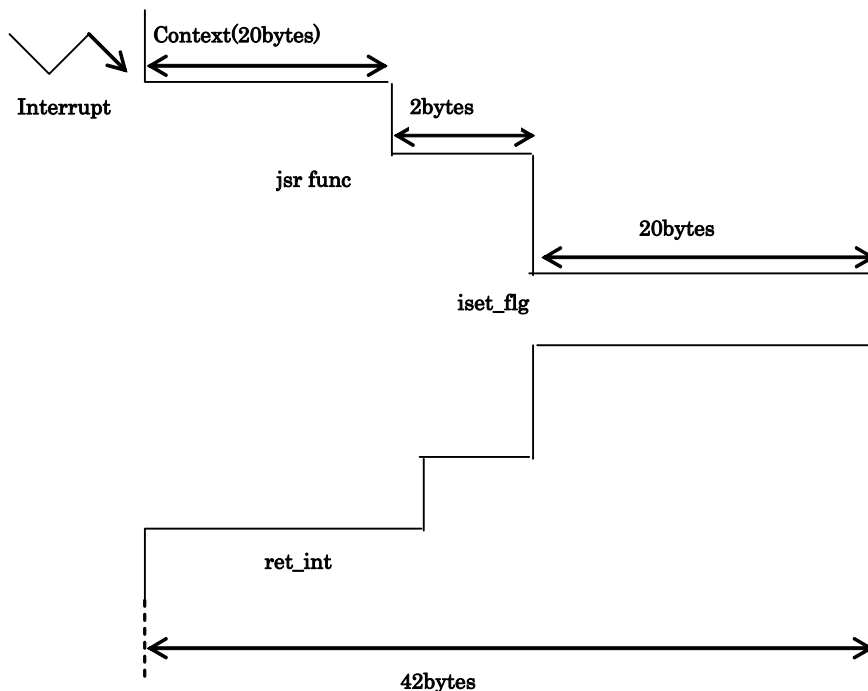 Context(20bytes)
Interrupt
2bytes
jsr func
20bytes
iset_flg
ret_int
42bytes